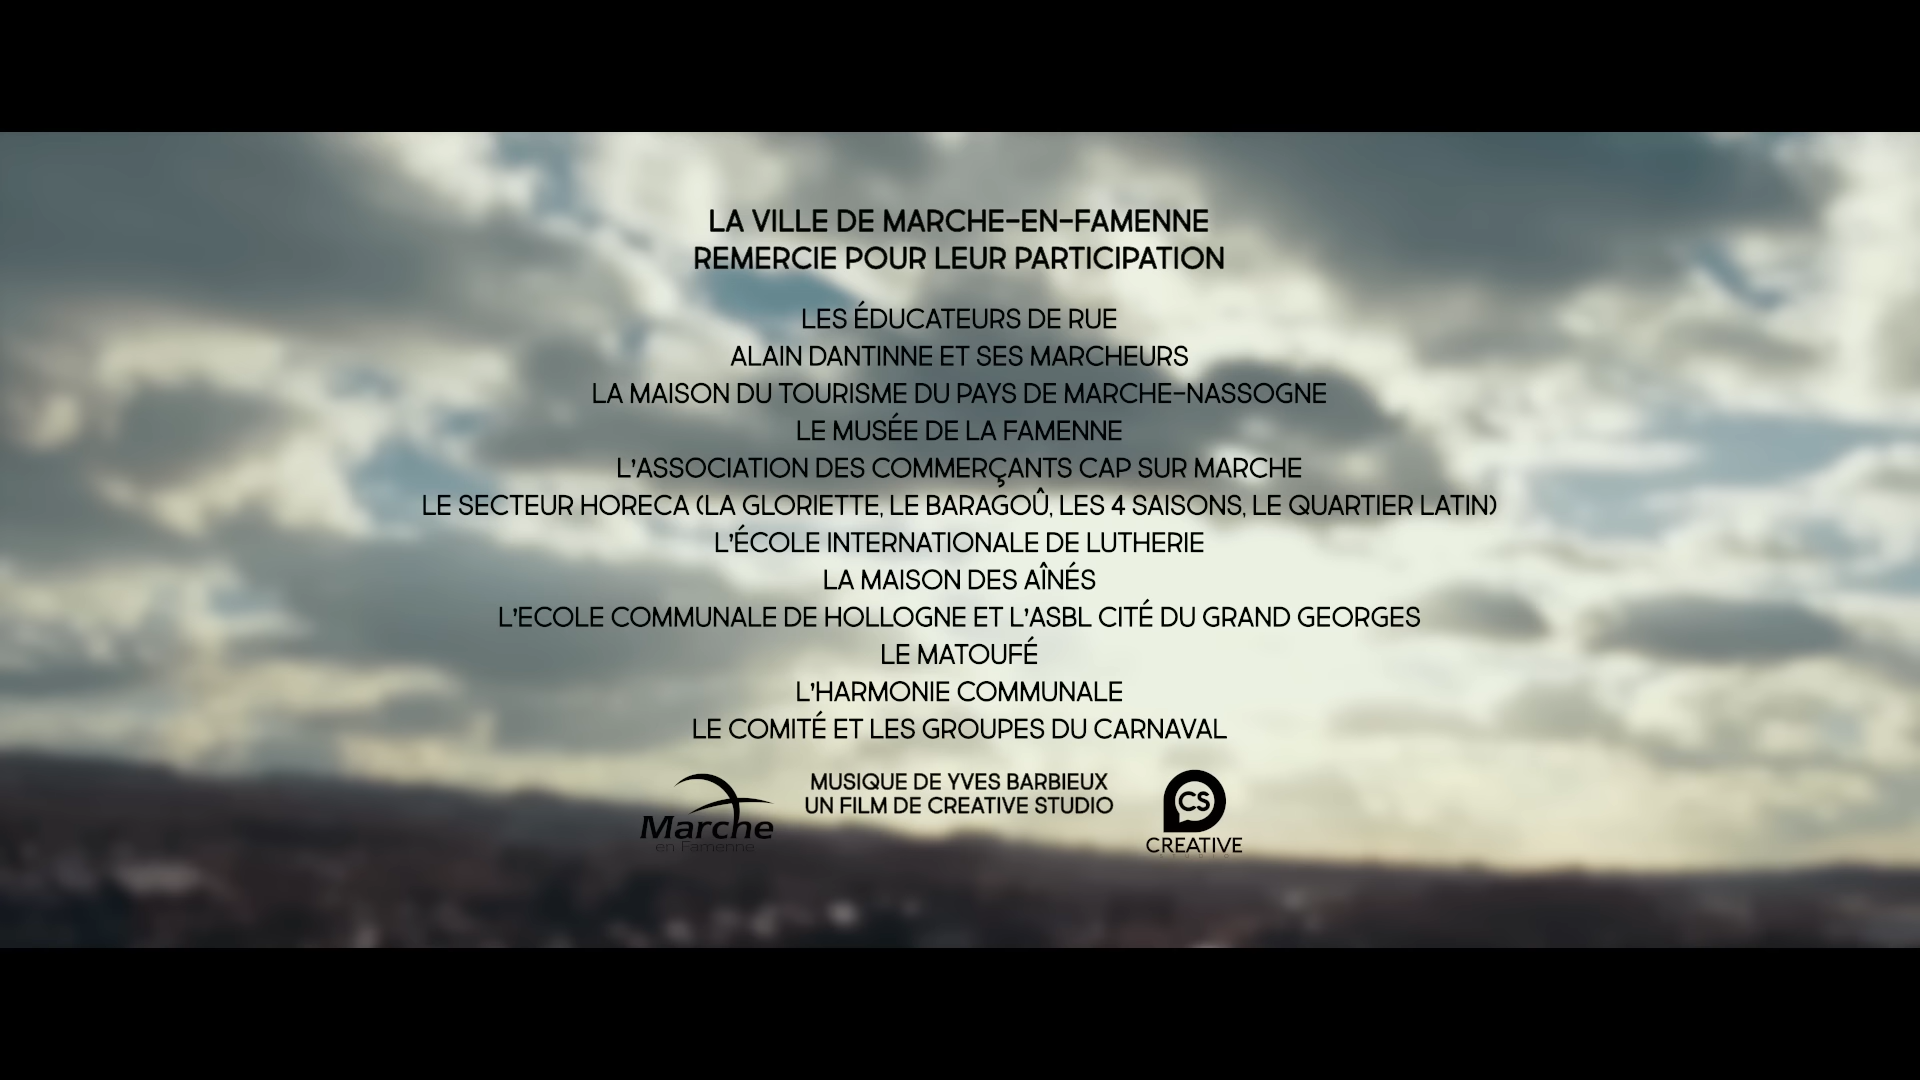 LA VILLE DE MARCHE-EN-FAMENNE
REMERCIE POUR LEUR PARTICIPATION
LES ÉDUCATEURS DE RUE
ALAIN DANTINNE ET SES MARCHEURS
LA MAISON DU TOURISME DU PAYS DE MARCHE-NASSOGNE
LE MUSÉE DE LA FAMENNE
L'ASSOCIATION DES COMMERÇANTS CAP SUR MARCHE
LE SECTEUR HORECA (LA GLORIETTE, LE BARAGOÛ, LES 4 SAISONS, LE QUARTIER LATIN)
L'ÉCOLE INTERNATIONALE DE LUTHERIE
LA MAISON DES AÎNÉS
L'ECOLE COMMUNALE DE HOLLOGNE ET L'ASBL CITÉ DU GRAND GEORGES
LE MATOUFÉ
L'HARMONIE COMMUNALE
LE COMITÉ ET LES GROUPES DU CARNAVAL
MUSIQUE DE YVES BARBIEUX
UN FILM DE CREATIVE STUDIO
Marche
en Famenne
CS
CREATIVE